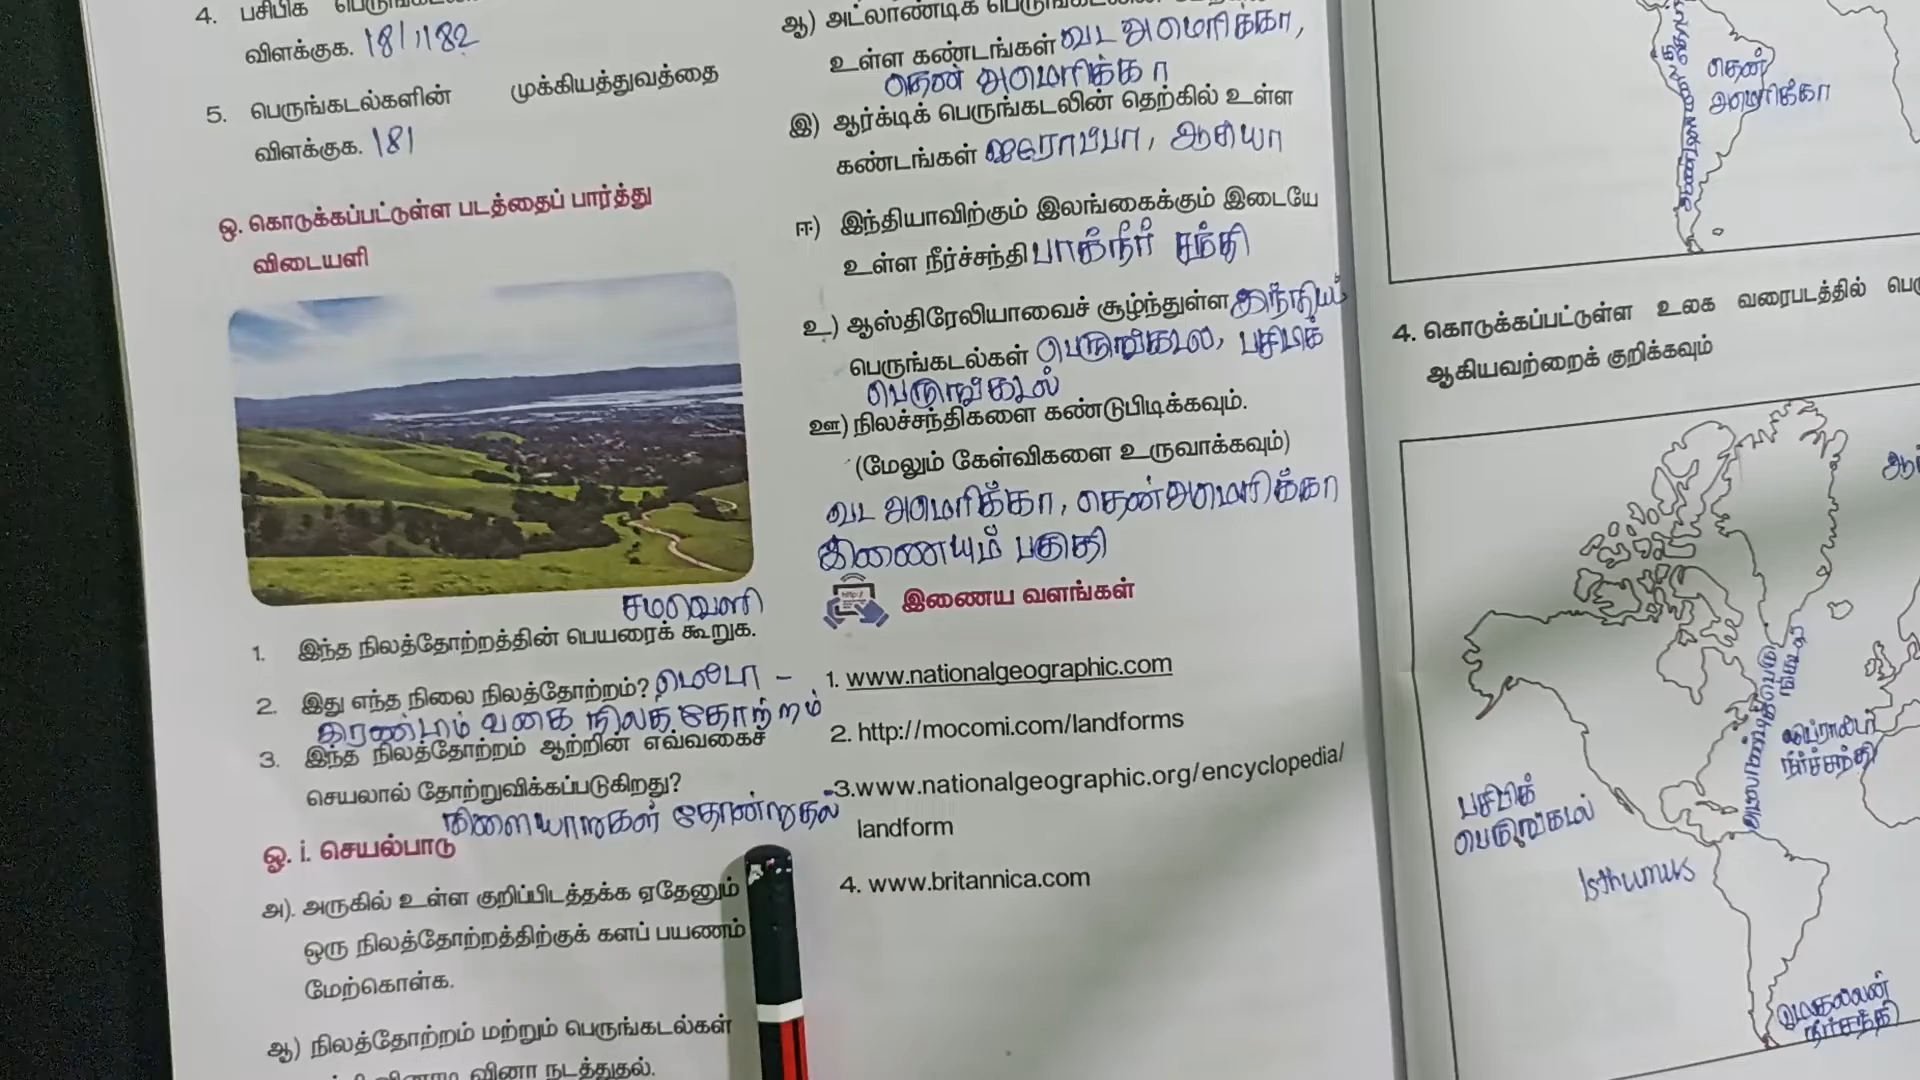 4. பசிபிக்
விளக்குக. 181,182
5. பெருங்கடல்களின் முக்கியத்துவத்தை
விளக்குக. 181
ஒ. கொடுக்கப்பட்டுள்ள படத்தைப் பார்த்து
விடையளி
சமவெளி
1. இந்த நிலத்தோற்றத்தின் பெயரைக் கூறுக.
2. இது எந்த நிலை நிலத்தோற்றம்? டெல்டா -
இரண்டாம் வகை நிலத்தோற்றம்
3. இந்த நிலத்தோற்றம் ஆற்றின் எவ்வகைச்
செயலால் தோற்றுவிக்கப்படுகிறது?
கிளையாறுகள் தோன்றுதல்
ஓ. i. செயல்பாடு
அ). அருகில் உள்ள குறிப்பிடத்தக்க ஏதேனும்
ஒரு நிலத்தோற்றத்திற்குக் களப் பயணம்
மேற்கொள்க.
ஆ) நிலத்தோற்றம் மற்றும் பெருங்கடல்கள்
வினாடி வினா நடத்துதல்.
ஆ) அட்லாண்டிக் பெருங்கடலின்
உள்ள கண்டங்கள் வட அமெரிக்கா,
தென் அமெரிக்கா
இ) ஆர்க்டிக் பெருங்கடலின் தெற்கில் உள்ள
கண்டங்கள் ஐரோப்பா, ஆசியா
ஈ) இந்தியாவிற்கும் இலங்கைக்கும் இடையே
உள்ள நீர்ச்சந்தி பாக்நீர் சந்தி
உ) ஆஸ்திரேலியாவைச் சூழ்ந்துள்ள இந்திய
பெருங்கடல்கள் பெருங்கடல், பசிபிக்
பெருங்கடல்
ஊ) நிலச்சந்திகளை கண்டுபிடிக்கவும்.
(மேலும் கேள்விகளை உருவாக்கவும்)
வட அமெரிக்கா, தென்அமெரிக்கா
இணையும் பகுதி
இணைய வளங்கள்
1. www.nationalgeographic.com
2. http://mocomi.com/landforms
3.www.nationalgeographic.org/encyclopedia/
landform
4. www.britannica.com
தென்
அமெரிக்கா
4. கொடுக்கப்பட்டுள்ள உலக வரைபடத்தில்
ஆகியவற்றைக் குறிக்கவும்
பசிபிக்
பெருங்கடல்
Isthumus
ஜிப்ரால்டர்
நீர்ச்சந்தி
மெகல்லன்
நீர்சந்தி